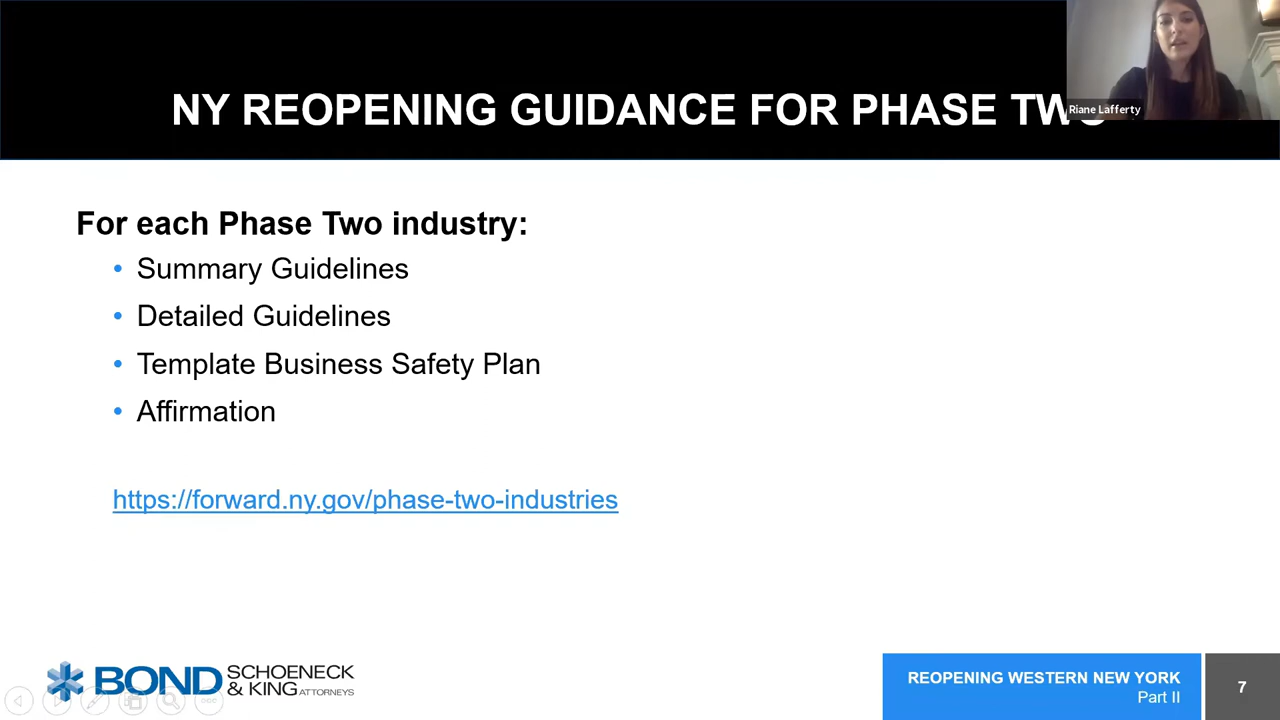 NY REOPENING GUIDANCE FOR PHASE TWO
Riane Lafferty
For each Phase Two industry:
• Summary Guidelines
• Detailed Guidelines
• Template Business Safety Plan
• Affirmation
https://forward.ny.gov/phase-two-industries
BOND SCHOENECK
& KING ATTORNEYS
REOPENING WESTERN NEW YORK
Part II
7